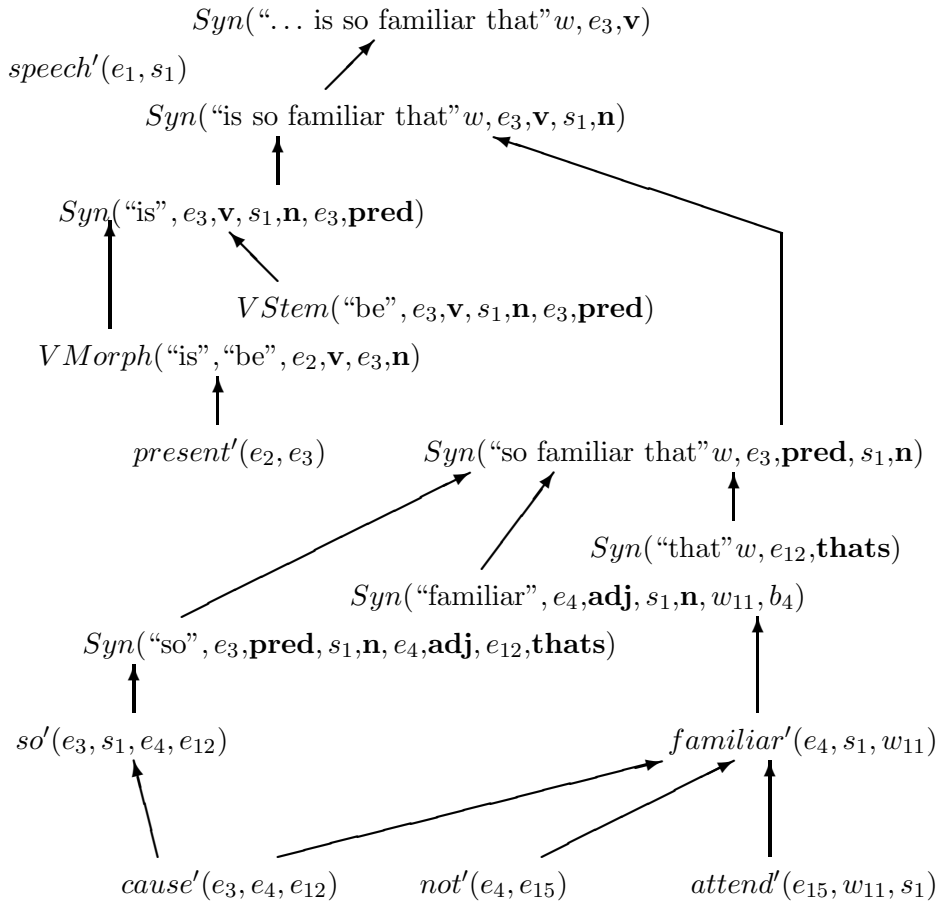 Syn(“... is so familiar that”w, e₃,v)
speech′(e₁, s₁)
Syn(“is so familiar that”w, e₃,v, s₁,n)
Syn(“is”, e₃,v, s₁,n, e₃,pred)
VStem(“be”, e₃,v, s₁,n, e₃,pred)
VMorph(“is”,“be”, e₂,v, e₃,n)
present′(e₂, e₃) Syn(“so familiar that”w, e₃,pred, s₁,n)
Syn(“that”w, e₁₂,thats)
Syn(“familiar”, e₄,adj, s₁,n, w₁₁, b₄)
Syn(“so”, e₃,pred, s₁,n, e₄,adj, e₁₂,thats)
so′(e₃, s₁, e₄, e₁₂) familiar′(e₄, s₁, w₁₁)
cause′(e₃, e₄, e₁₂) not′(e₄, e₁₅) attend′(e₁₅, w₁₁, s₁)